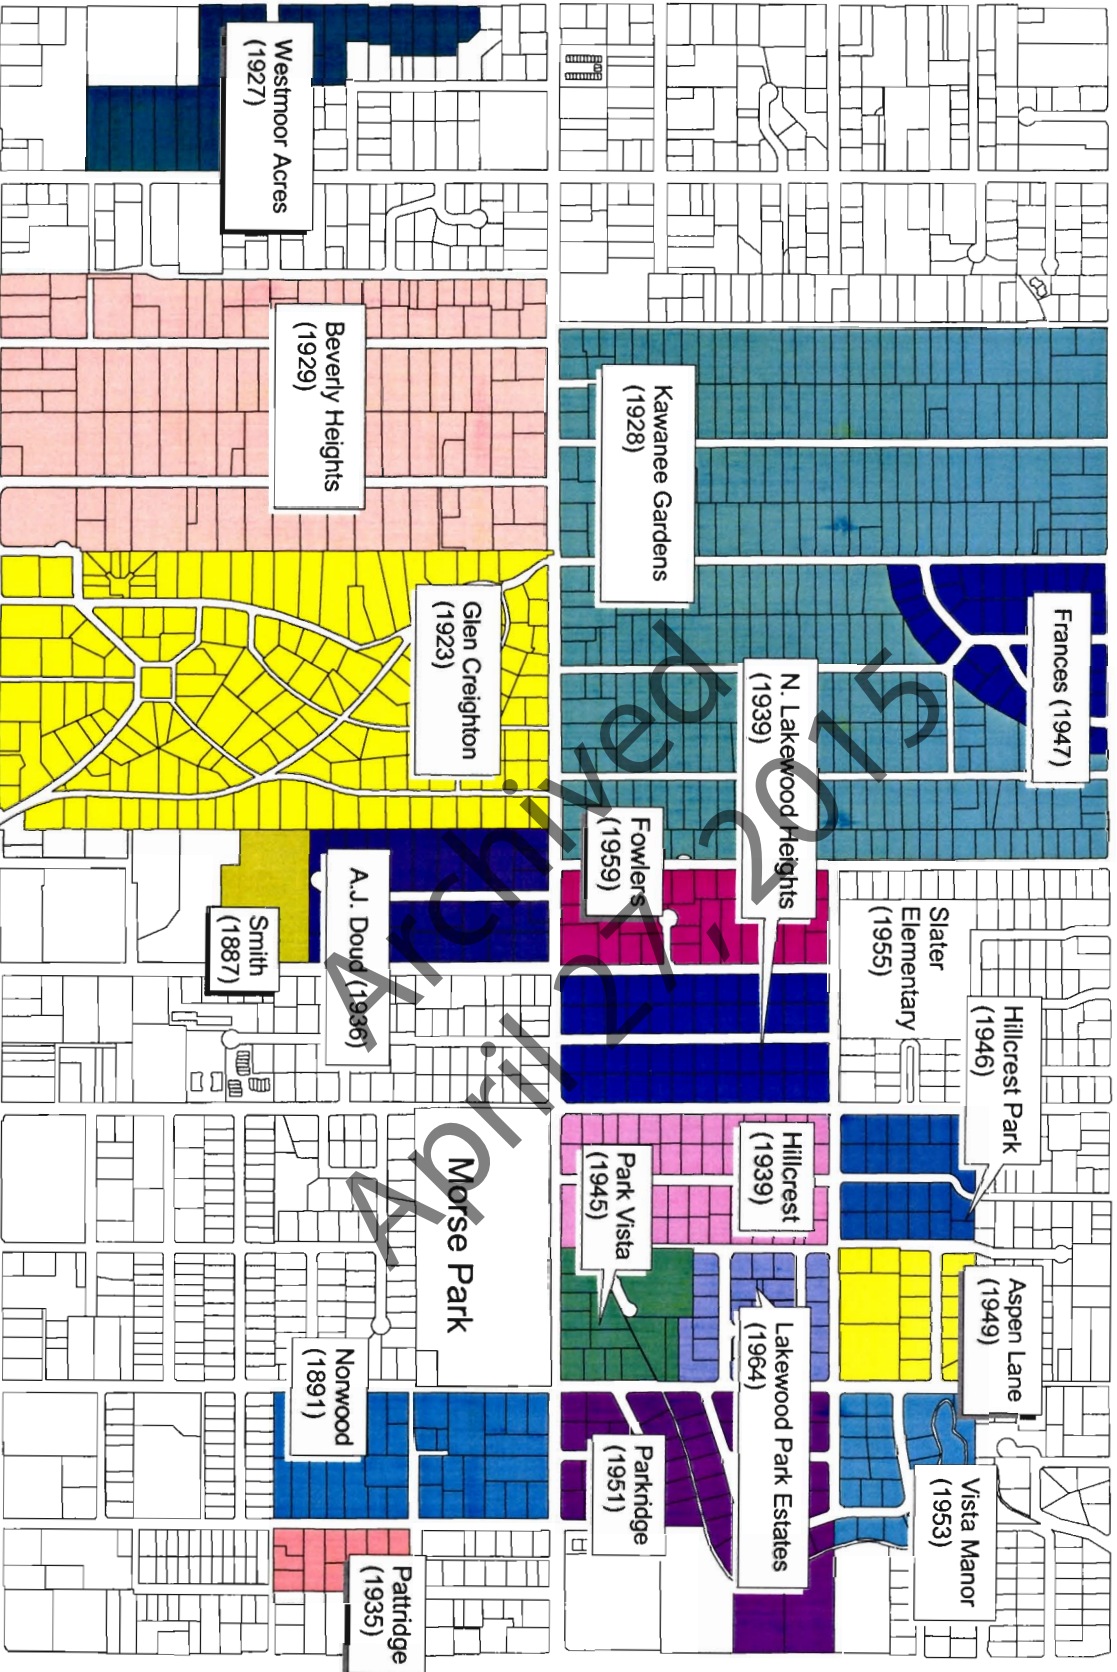 Westmoor Acres
(1927)
Beverly Heights
(1929)
Kawanee Gardens
(1928)
Frances (1947)
Glen Creighton
(1923)
N. Lakewood Heights
(1939)
Fowlers
(1959)
A.J. Doud (1936)
Smith
(1887)
Slater
Elementary
(1955)
Hillcrest Park
(1946)
Hillcrest
(1939)
Park Vista
(1945)
Morse Park
Aspen Lane
(1949)
Lakewood Park Estates
(1964)
Norwood
(1891)
Parkridge
(1951)
Vista Manor
(1953)
Pattridge
(1935)
Archived
April 27, 2015